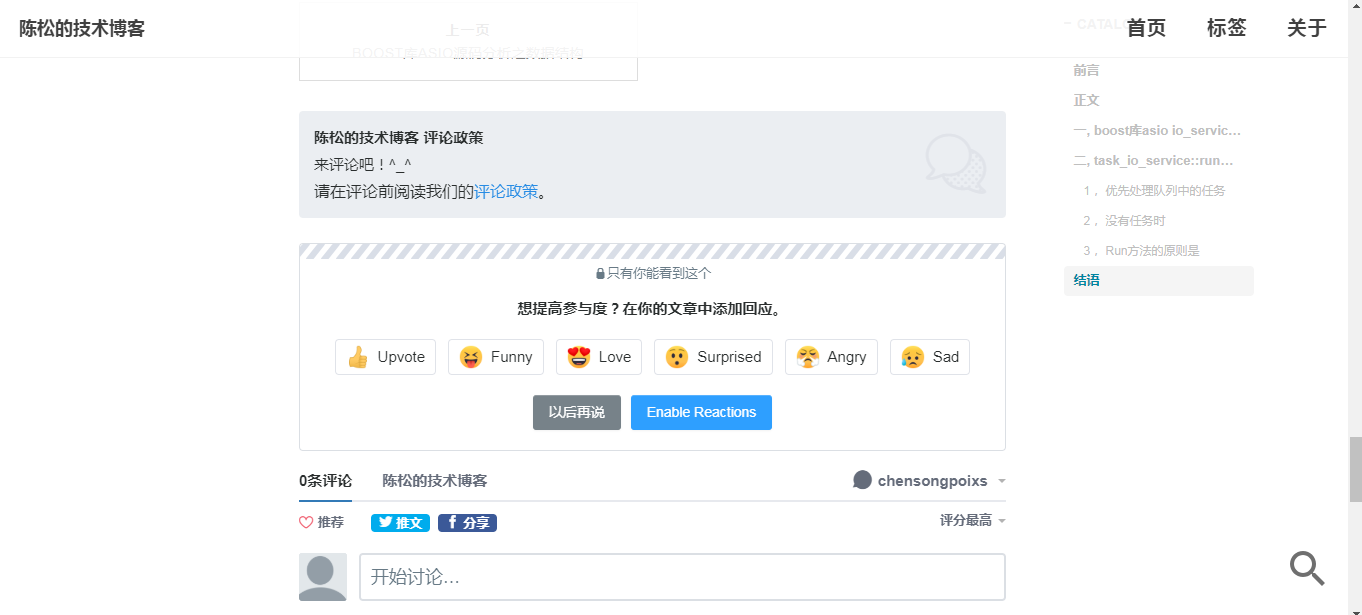 陈松的技术博客
首页
标签
关于
上一页
BOOST库ASIO源码分析之数据结构
陈松的技术博客 评论政策
来评论吧！^_^
请在评论前阅读我们的评论政策。
只有你能看到这个
想提高参与度？在你的文章中添加回应。
Upvote
Funny
Love
Surprised
Angry
Sad
以后再说
Enable Reactions
0条评论
陈松的技术博客
chensongpoixs
推荐
推文
分享
评分最高
开始讨论...
前言
正文
一, boost库asio io_servic...
二, task_io_service::run...
1， 优先处理队列中的任务
2， 没有任务时
3， Run方法的原则是
结语